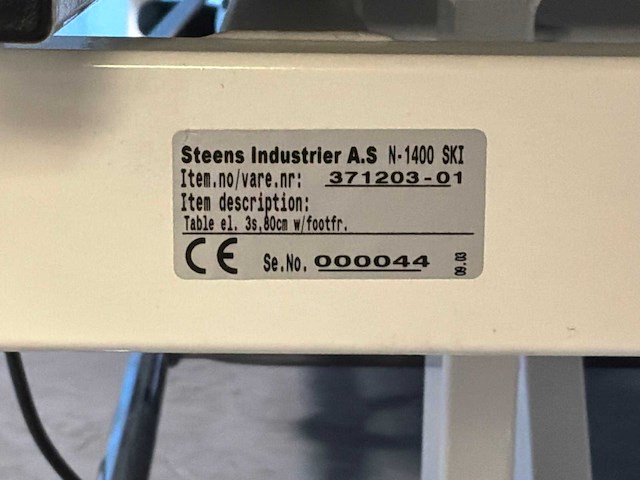 Steens Industrier A.S N-1400 SKI
Item.no/vare.nr: 371203-01
Item description:
Table el. 3s,80cm w/footfr.
CE Se.No. 000044 09.03